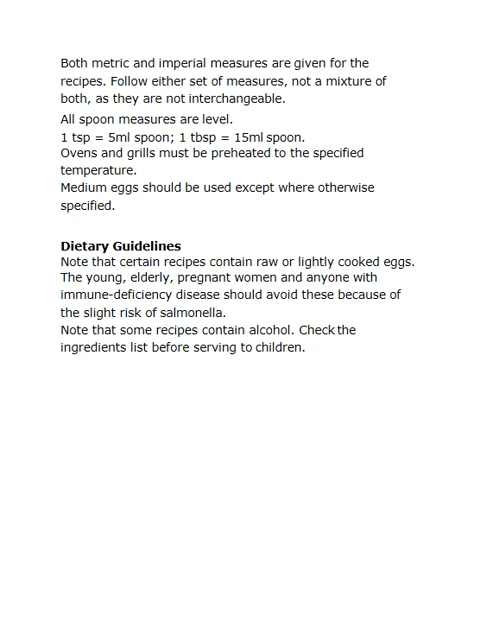 Both metric and imperial measures are given for the
recipes. Follow either set of measures, not a mixture of
both, as they are not interchangeable.
All spoon measures are level.
1 tsp = 5ml spoon; 1 tbsp = 15ml spoon.
Ovens and grills must be preheated to the specified
temperature.
Medium eggs should be used except where otherwise
specified.
Dietary Guidelines
Note that certain recipes contain raw or lightly cooked eggs.
The young, elderly, pregnant women and anyone with
immune-deficiency disease should avoid these because of
the slight risk of salmonella.
Note that some recipes contain alcohol. Check the
ingredients list before serving to children.